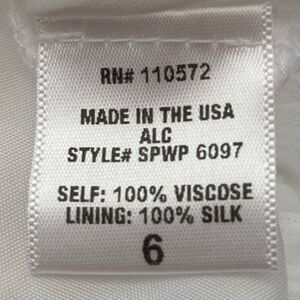 RN# 110572
MADE IN THE USA
ALC
STYLE# SPWP 6097
SELF: 100% VISCOSE
LINING: 100% SILK
6